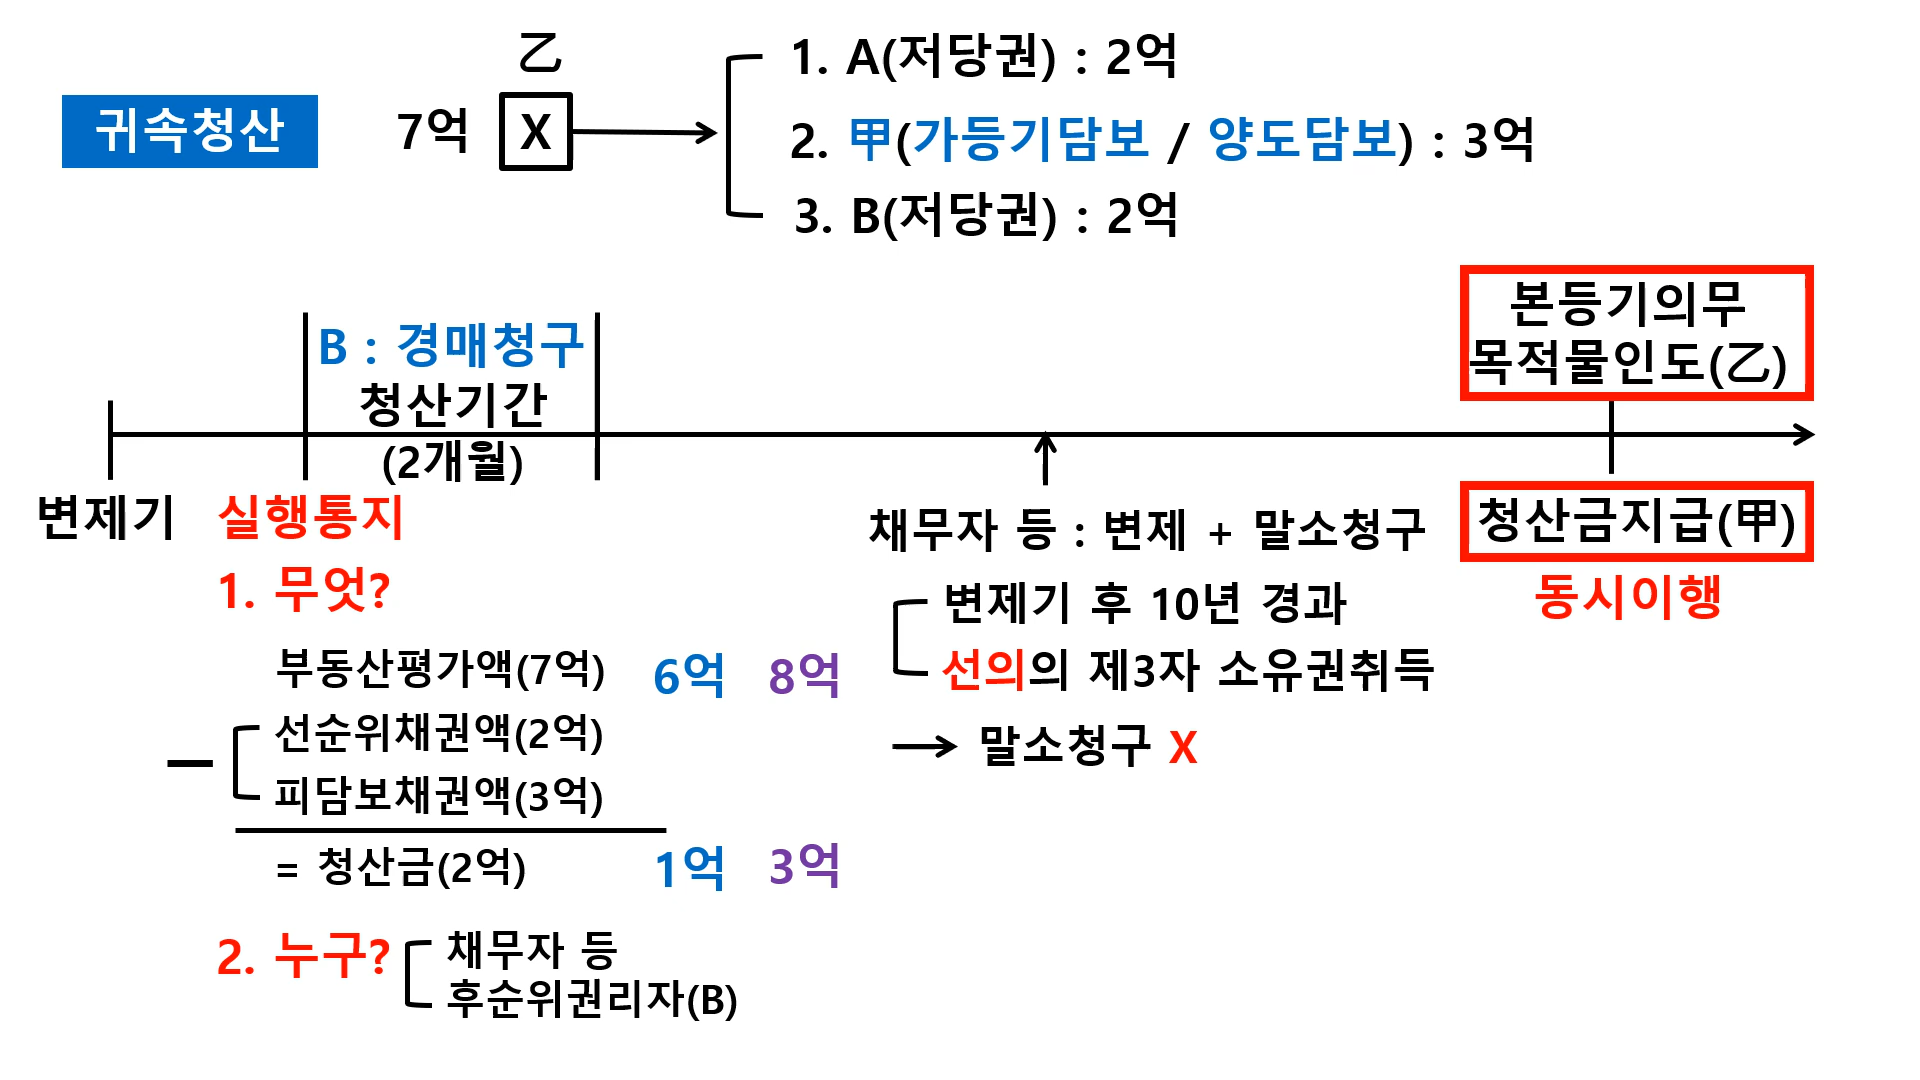 乙
귀속청산
7억
X
1. A(저당권) : 2억
2. 甲(가등기담보 / 양도담보) : 3억
3. B(저당권) : 2억
B : 경매청구
청산기간
(2개월)
본등기의무
목적물인도(乙)
변제기
실행통지
채무자 등 : 변제 + 말소청구
청산금지급(甲)
동시이행
1. 무엇?
변제기 후 10년 경과
선의의 제3자 소유권취득
→ 말소청구 X
부동산평가액(7억) 6억 8억
선순위채권액(2억)
피담보채권액(3억)
= 청산금(2억) 1억 3억
2. 누구?
채무자 등
후순위권리자(B)